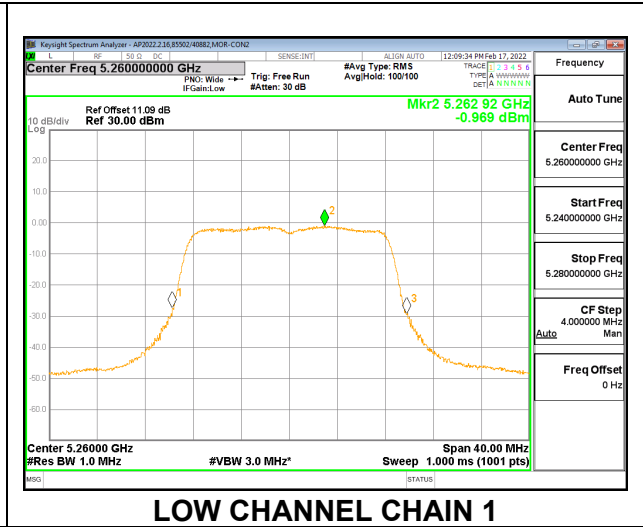 Keysight Spectrum Analyzer - AP2022.2.16,85502/40882,MOR-CON2
L RF 50 Ω DC SENSE:INT ALIGN AUTO 12:09:34 PM Feb 17, 2022
Center Freq 5.260000000 GHz #Avg Type: RMS TRACE 1 2 3 4 5 6
PNO: Wide Trig: Free Run Avg|Hold: 100/100 TYPE A WWWWW
IFGain:Low #Atten: 30 dB DET A N N N N N
Frequency
Auto Tune
Center Freq
5.260000000 GHz
Start Freq
5.240000000 GHz
Stop Freq
5.280000000 GHz
CF Step
4.000000 MHz
Auto Man
Freq Offset
0 Hz
Mkr2 5.262 92 GHz
-0.969 dBm
Ref Offset 11.09 dB
10 dB/div Ref 30.00 dBm
Log
20.0
10.0
0.00
-10.0
-20.0
-30.0
-40.0
-50.0
-60.0
1
2
3
Center 5.26000 GHz Span 40.00 MHz
#Res BW 1.0 MHz #VBW 3.0 MHz* Sweep 1.000 ms (1001 pts)
MSG STATUS
LOW CHANNEL CHAIN 1